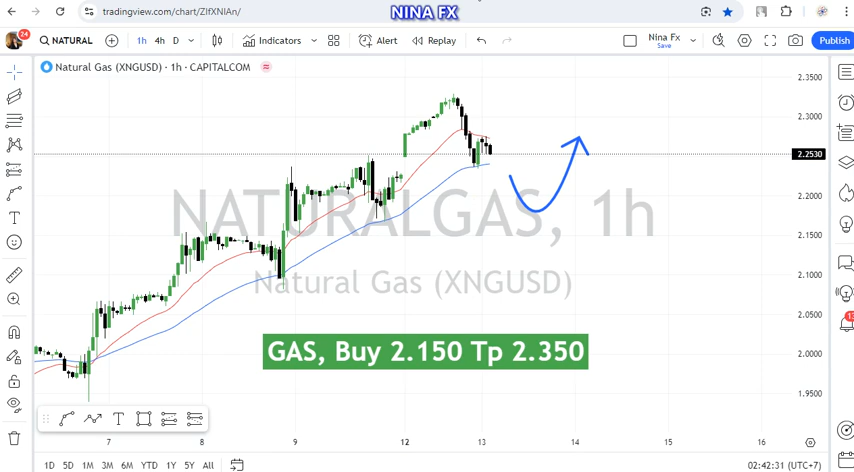 tradingview.com/chart/ZIfXNIAn/
NINA FX
24
NATURAL
1h 4h D
Indicators
Alert
Replay
Nina Fx
Save
Publish
Natural Gas (XNGUSD) · 1h · CAPITALCOM
2.3500
2.3000
2.2530
2.2000
2.1500
2.1000
2.0500
2.0000
1.9500
NATURALGAS, 1h
Natural Gas (XNGUSD)
GAS, Buy 2.150 Tp 2.350
7 8 9 12 13 14 15 16
1D 5D 1M 3M 6M YTD 1Y 5Y All
02:42:31 (UTC+7)